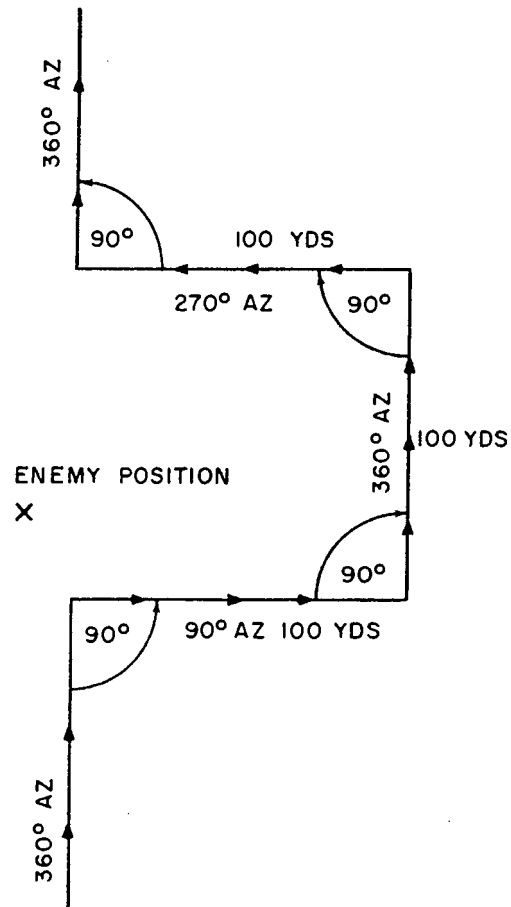 360° AZ
90°
100 YDS
270° AZ
90°
360° AZ
100 YDS
ENEMY POSITION
X
90°
90°
90° AZ 100 YDS
360° AZ